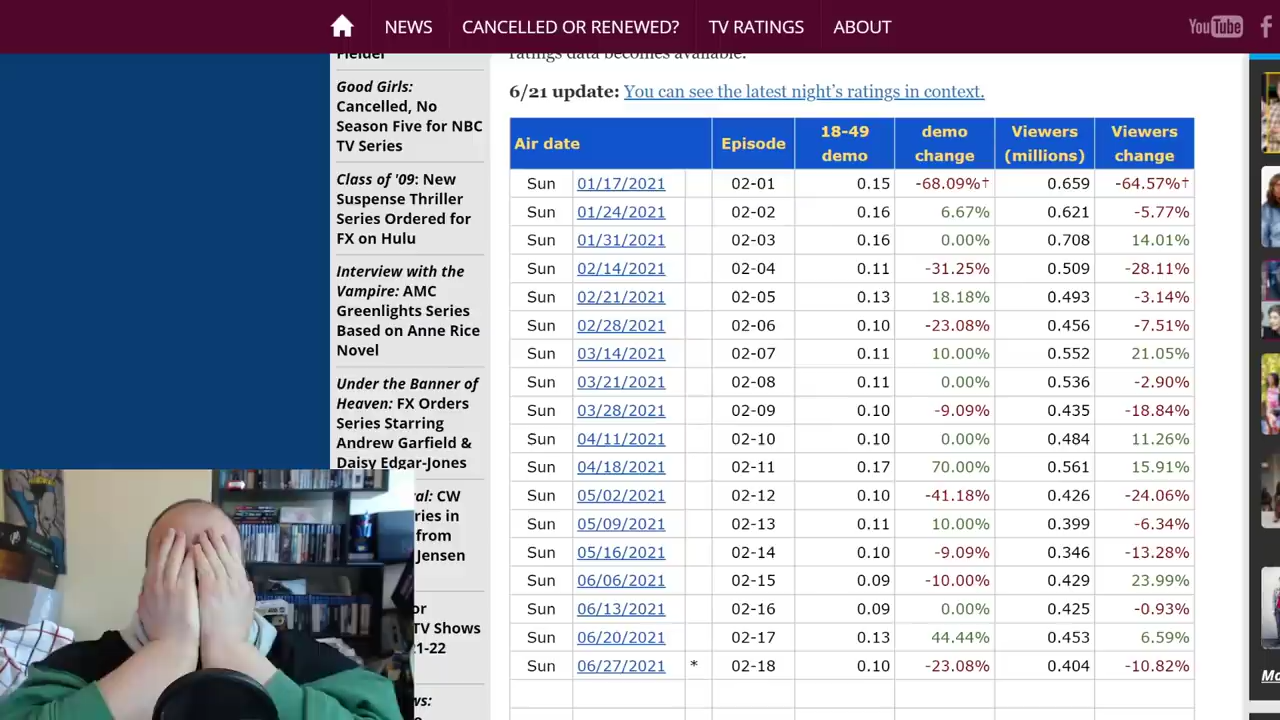 NEWS CANCELLED OR RENEWED? TV RATINGS ABOUT YouTube f
Fielder
Good Girls:
Cancelled, No
Season Five for NBC
TV Series
Class of '09: New
Suspense Thriller
Series Ordered for
FX on Hulu
Interview with the
Vampire: AMC
Greenlights Series
Based on Anne Rice
Novel
Under the Banner of
Heaven: FX Orders
Series Starring
Andrew Garfield &
Daisy Edgar-Jones
CW
from
Jensen
TV Shows
ratings data becomes available.
6/21 update: You can see the latest night's ratings in context.
Air date Episode 18-49 demo demo change Viewers (millions) Viewers change
Sun 01/17/2021 02-01 0.15 -68.09%† 0.659 -64.57%†
Sun 01/24/2021 02-02 0.16 6.67% 0.621 -5.77%
Sun 01/31/2021 02-03 0.16 0.00% 0.708 14.01%
Sun 02/14/2021 02-04 0.11 -31.25% 0.509 -28.11%
Sun 02/21/2021 02-05 0.13 18.18% 0.493 -3.14%
Sun 02/28/2021 02-06 0.10 -23.08% 0.456 -7.51%
Sun 03/14/2021 02-07 0.11 10.00% 0.552 21.05%
Sun 03/21/2021 02-08 0.11 0.00% 0.536 -2.90%
Sun 03/28/2021 02-09 0.10 -9.09% 0.435 -18.84%
Sun 04/11/2021 02-10 0.10 0.00% 0.484 11.26%
Sun 04/18/2021 02-11 0.17 70.00% 0.561 15.91%
Sun 05/02/2021 02-12 0.10 -41.18% 0.426 -24.06%
Sun 05/09/2021 02-13 0.11 10.00% 0.399 -6.34%
Sun 05/16/2021 02-14 0.10 -9.09% 0.346 -13.28%
Sun 06/06/2021 02-15 0.09 -10.00% 0.429 23.99%
Sun 06/13/2021 02-16 0.09 0.00% 0.425 -0.93%
Sun 06/20/2021 02-17 0.13 44.44% 0.453 6.59%
Sun 06/27/2021 * 02-18 0.10 -23.08% 0.404 -10.82%